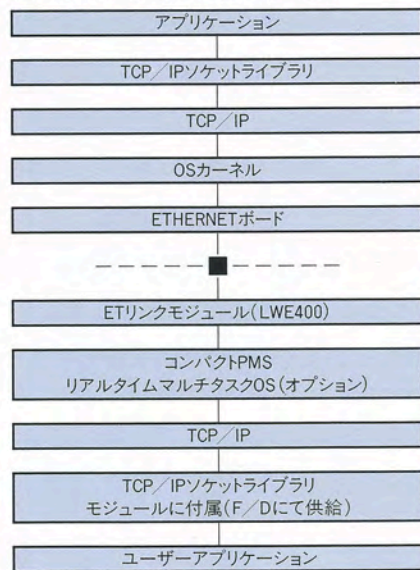 アプリケーション
TCP／IPソケットライブラリ
TCP／IP
OSカーネル
ETHERNETボード
ETリンクモジュール(LWE400)
コンパクトPMS
リアルタイムマルチタスクOS(オプション)
TCP／IP
TCP／IPソケットライブラリ
モジュールに付属(F／Dにて供給)
ユーザーアプリケーション